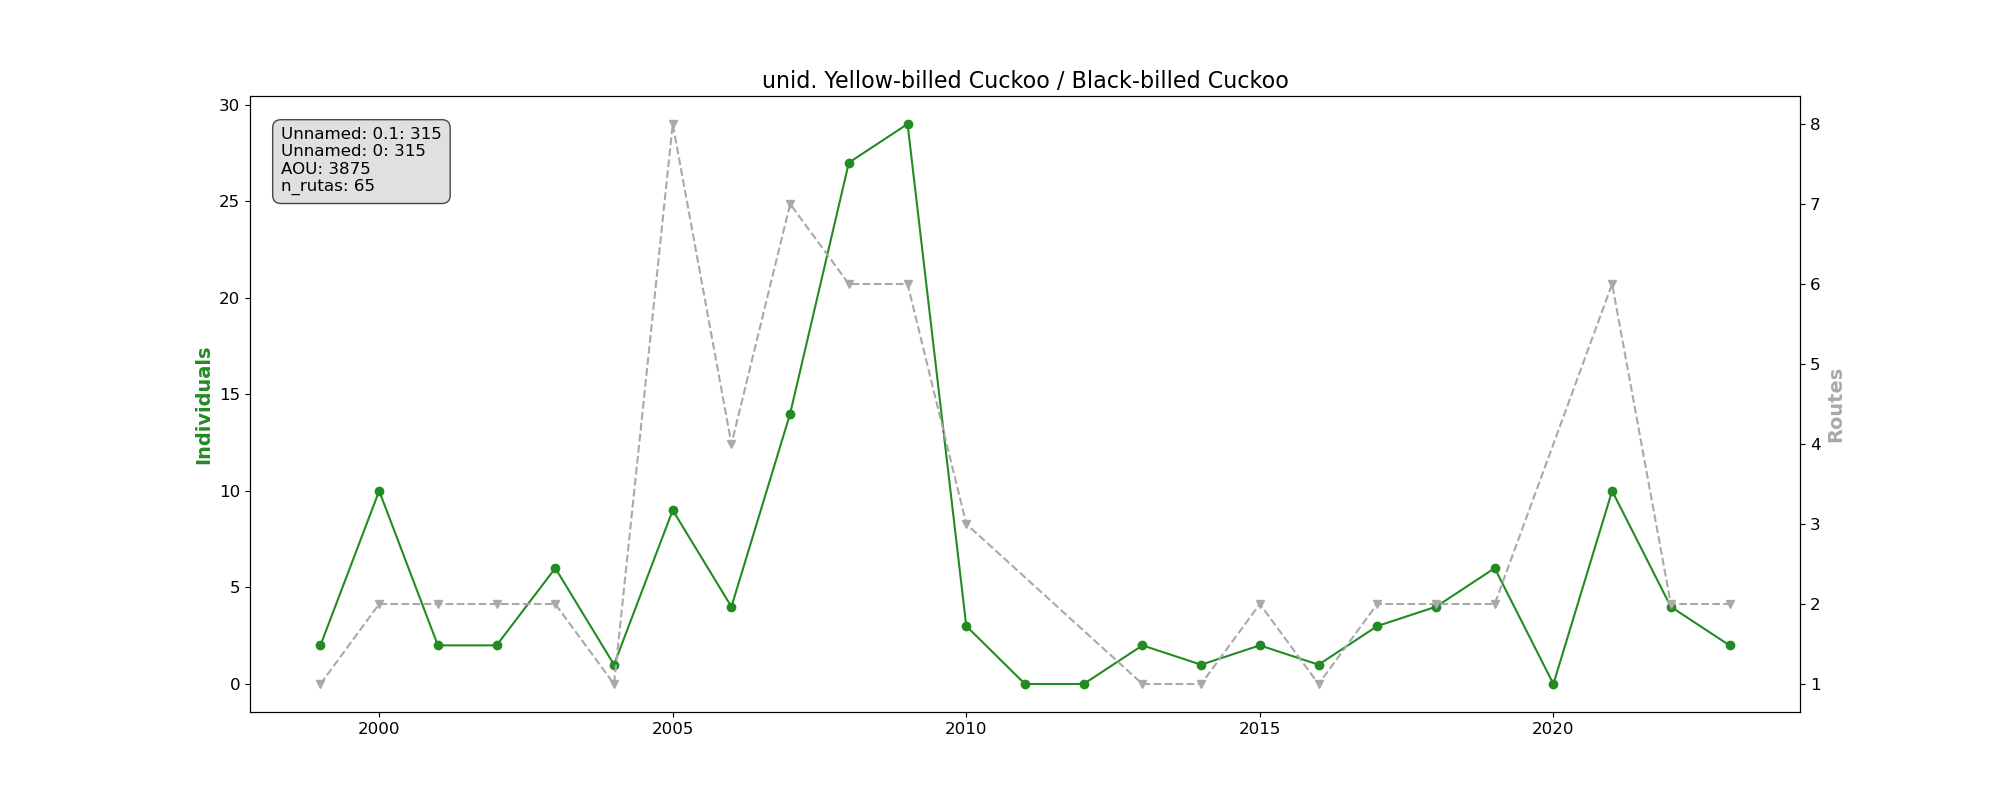 unid. Yellow-billed Cuckoo / Black-billed Cuckoo
Unnamed: 0.1: 315
Unnamed: 0: 315
AOU: 3875
n_rutas: 65
Individuals
30
25
20
15
10
5
0
Routes
8
7
6
5
4
3
2
1
2000 2005 2010 2015 2020